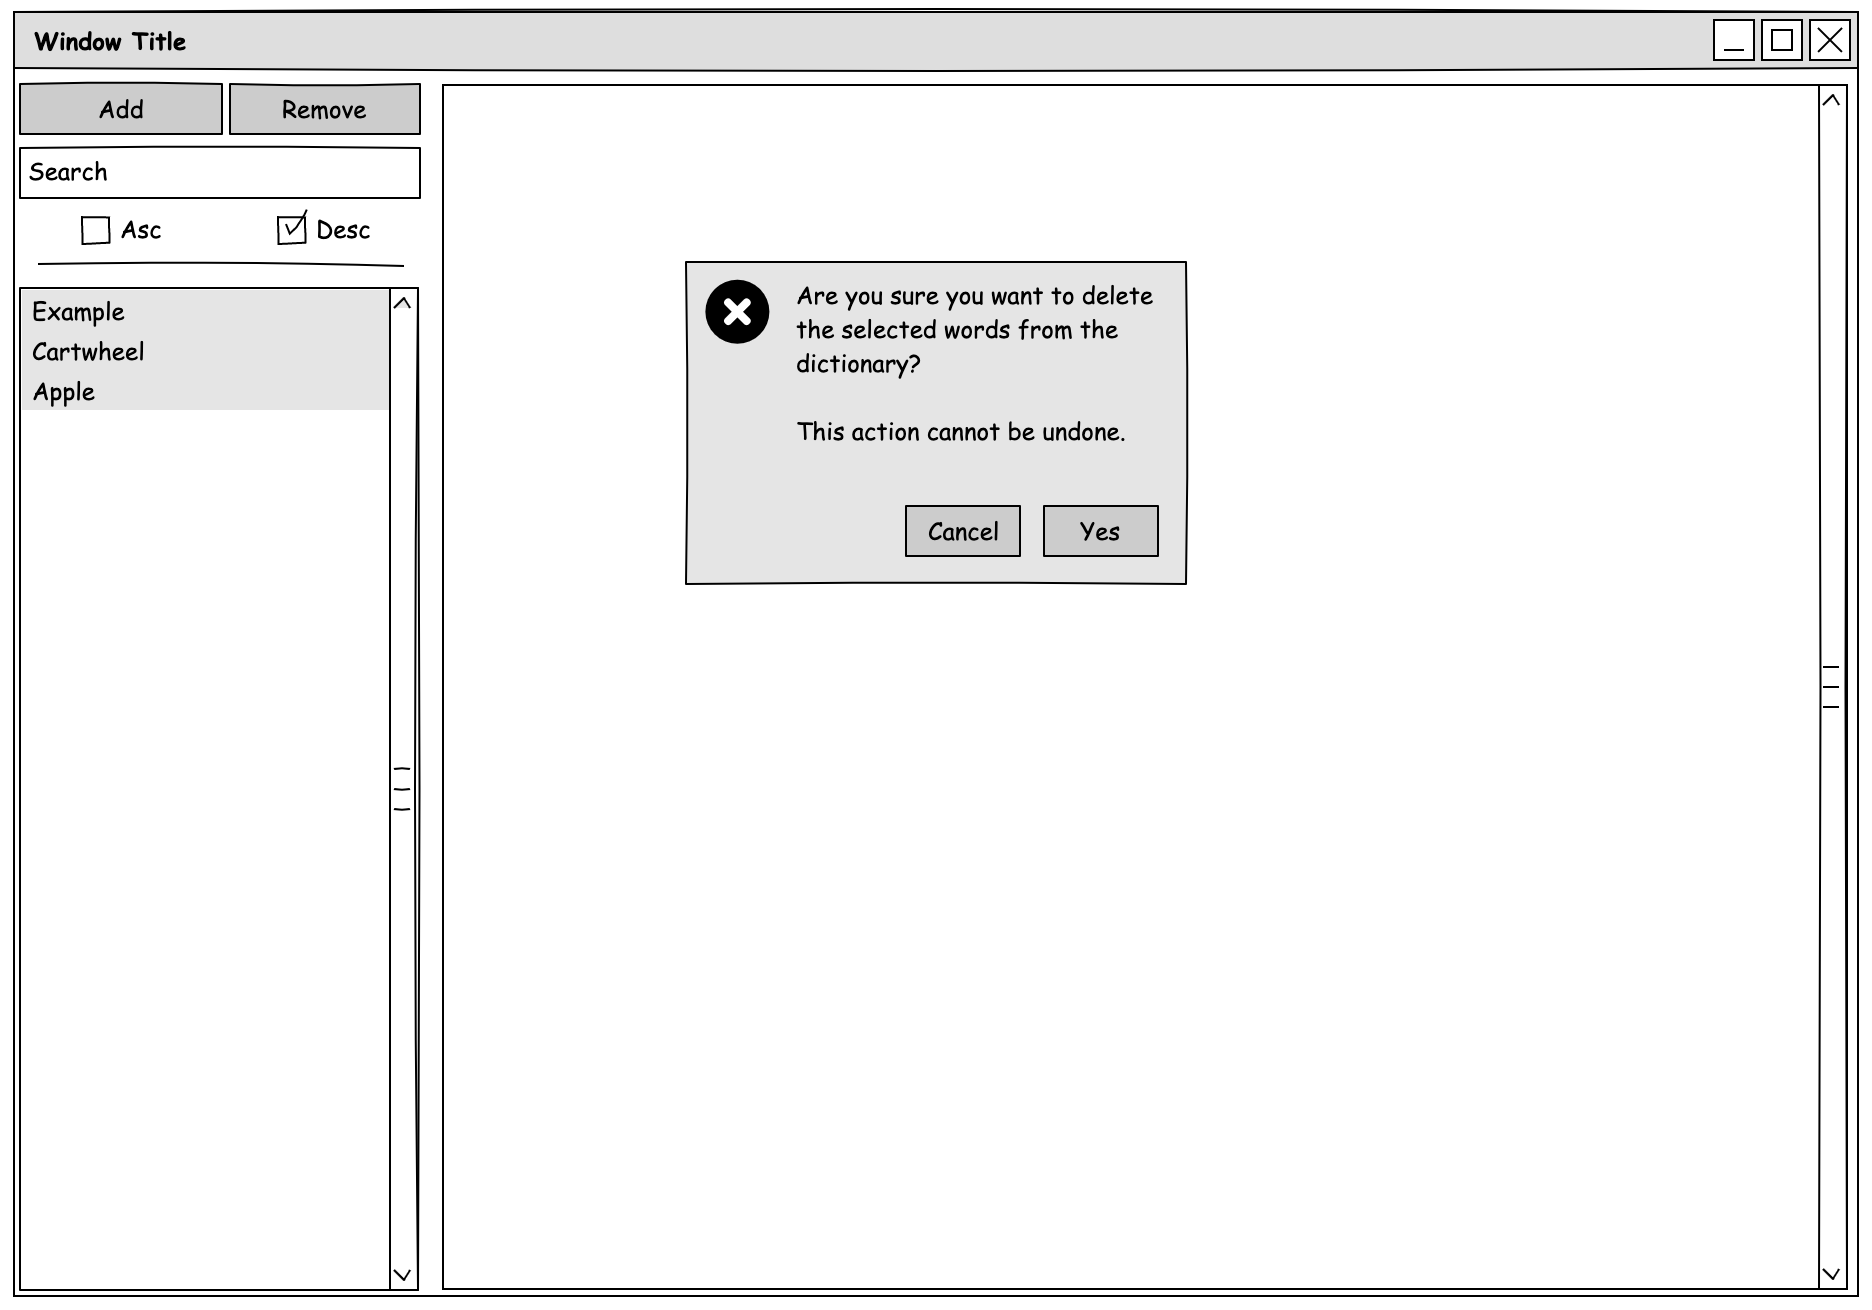 Window Title
Add
Remove
Search
Asc
Desc
Example
Cartwheel
Apple
Are you sure you want to delete
the selected words from the
dictionary?
This action cannot be undone.
Cancel
Yes